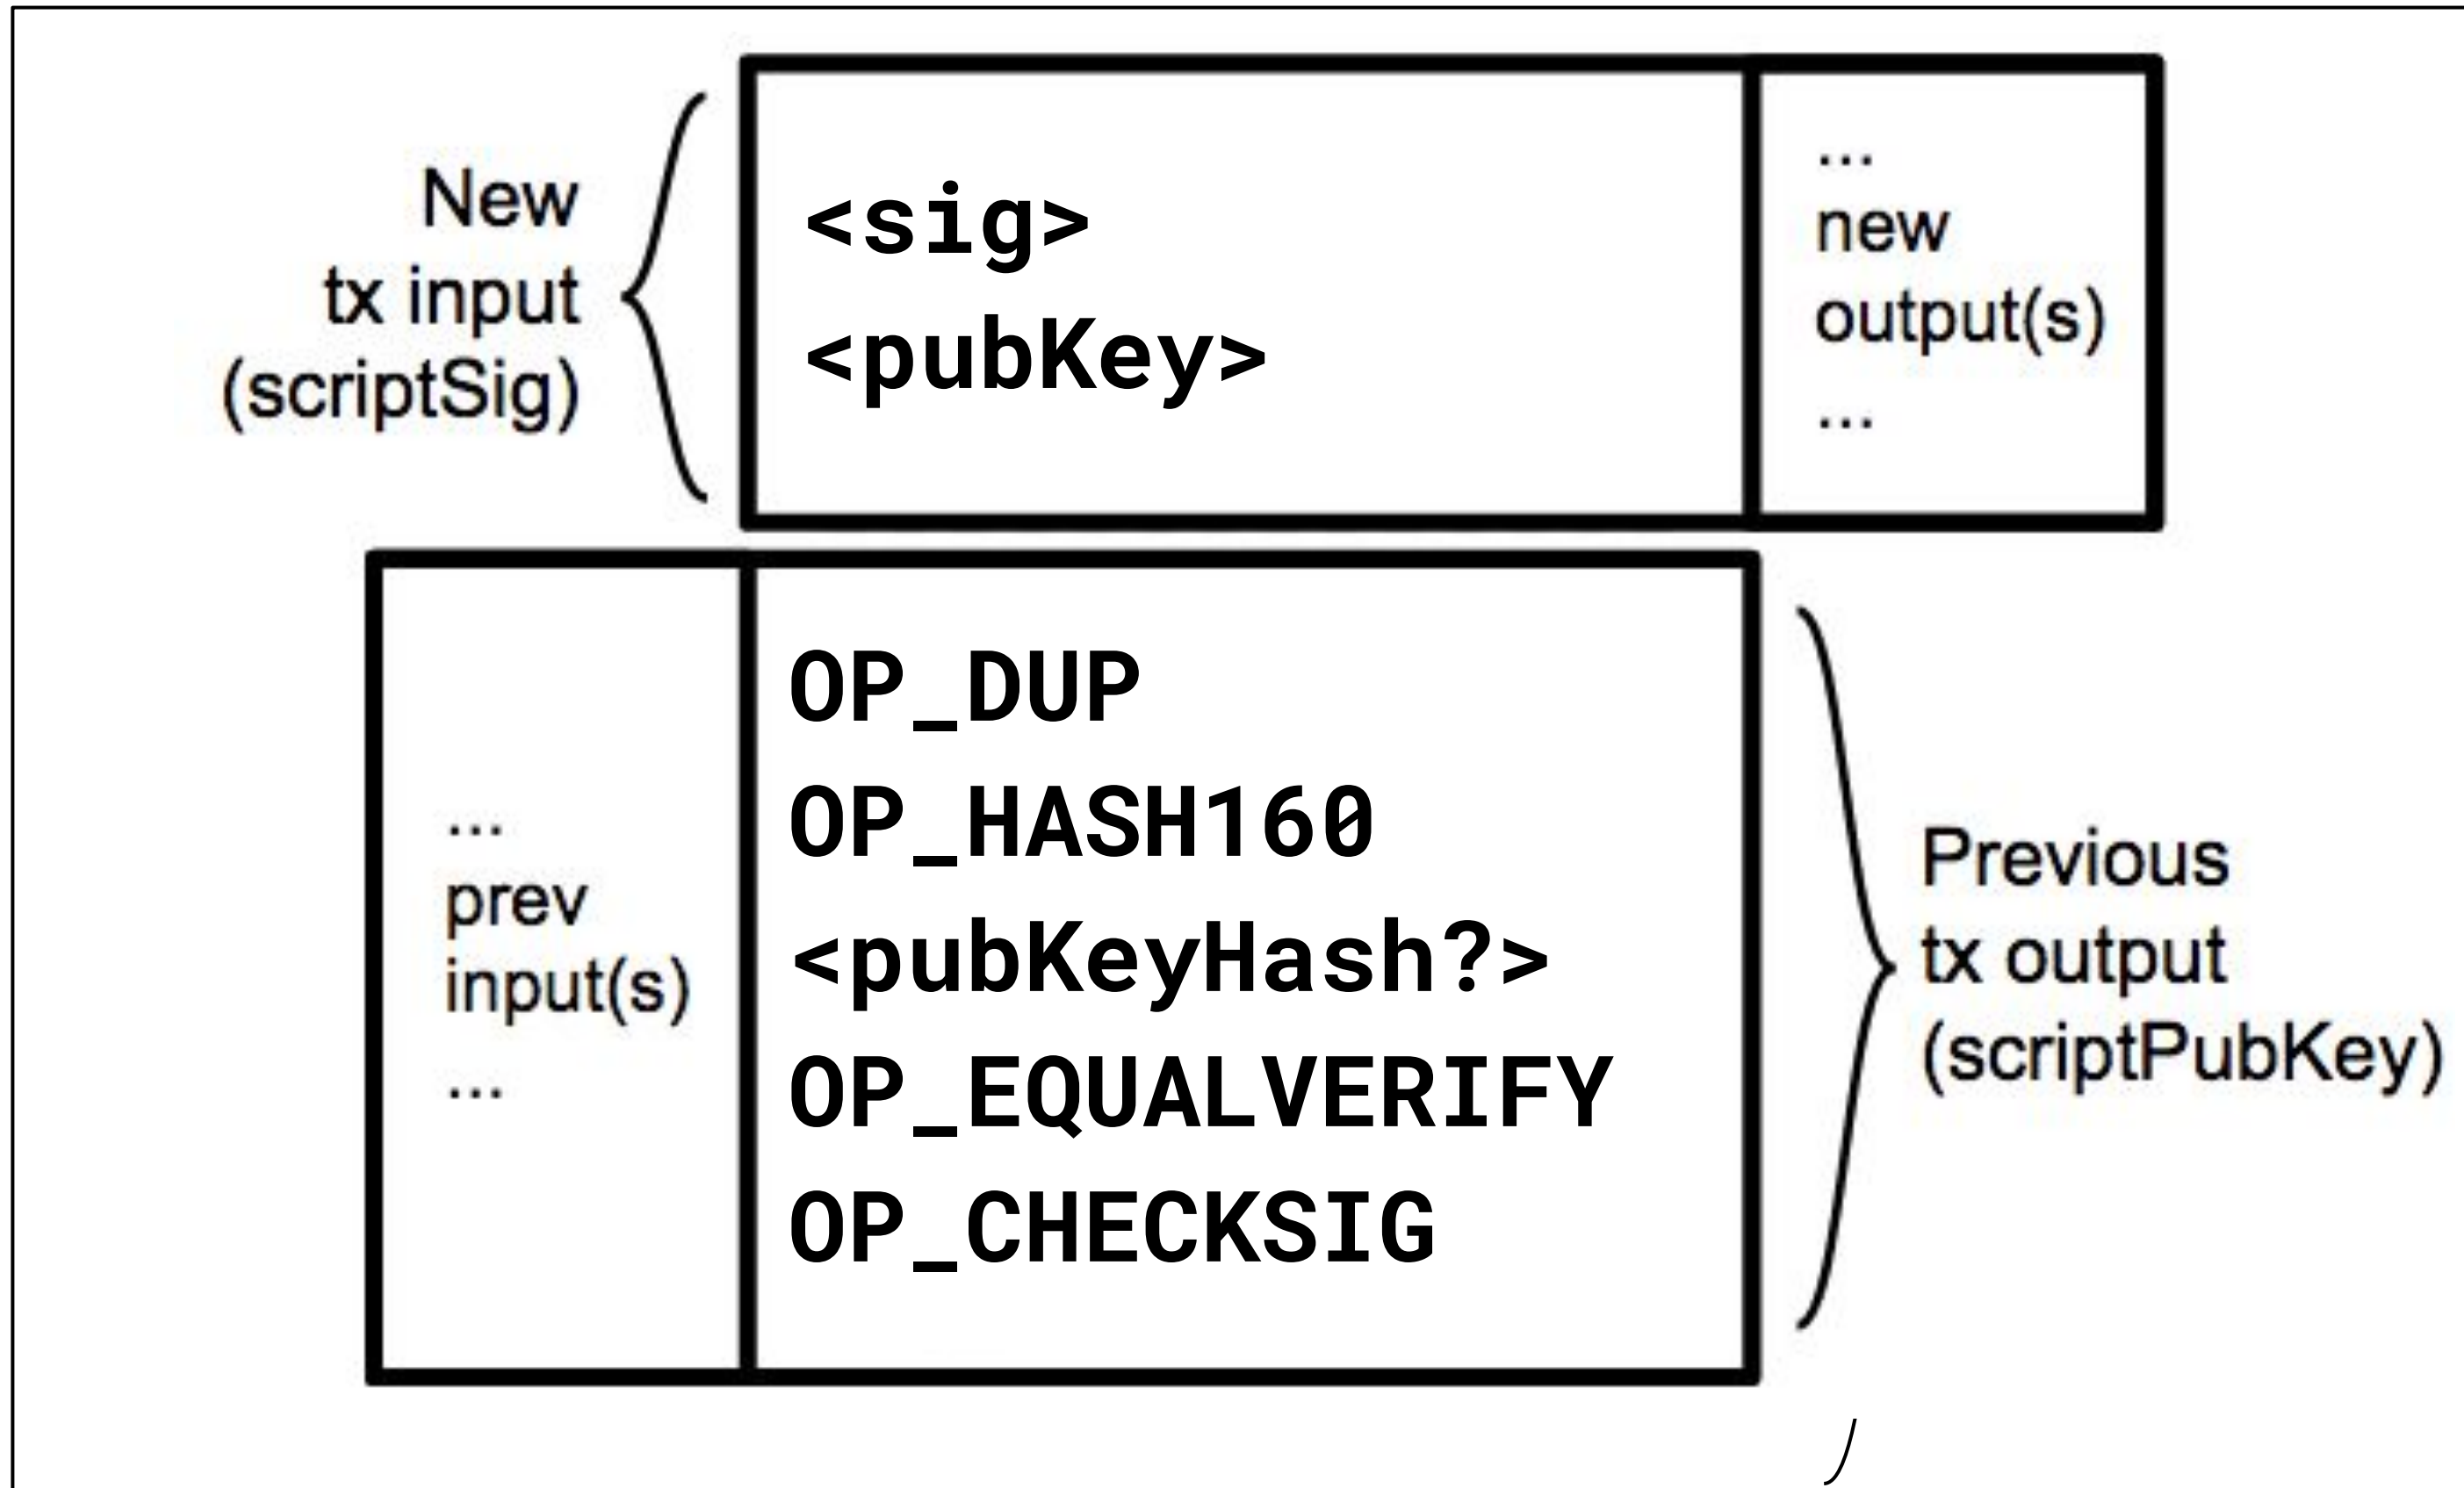 New
tx input
(scriptSig)
<sig>
<pubKey>
...
new
output(s)
...
...
prev
input(s)
...
OP_DUP
OP_HASH160
<pubKeyHash?>
OP_EQUALVERIFY
OP_CHECKSIG
Previous
tx output
(scriptPubKey)